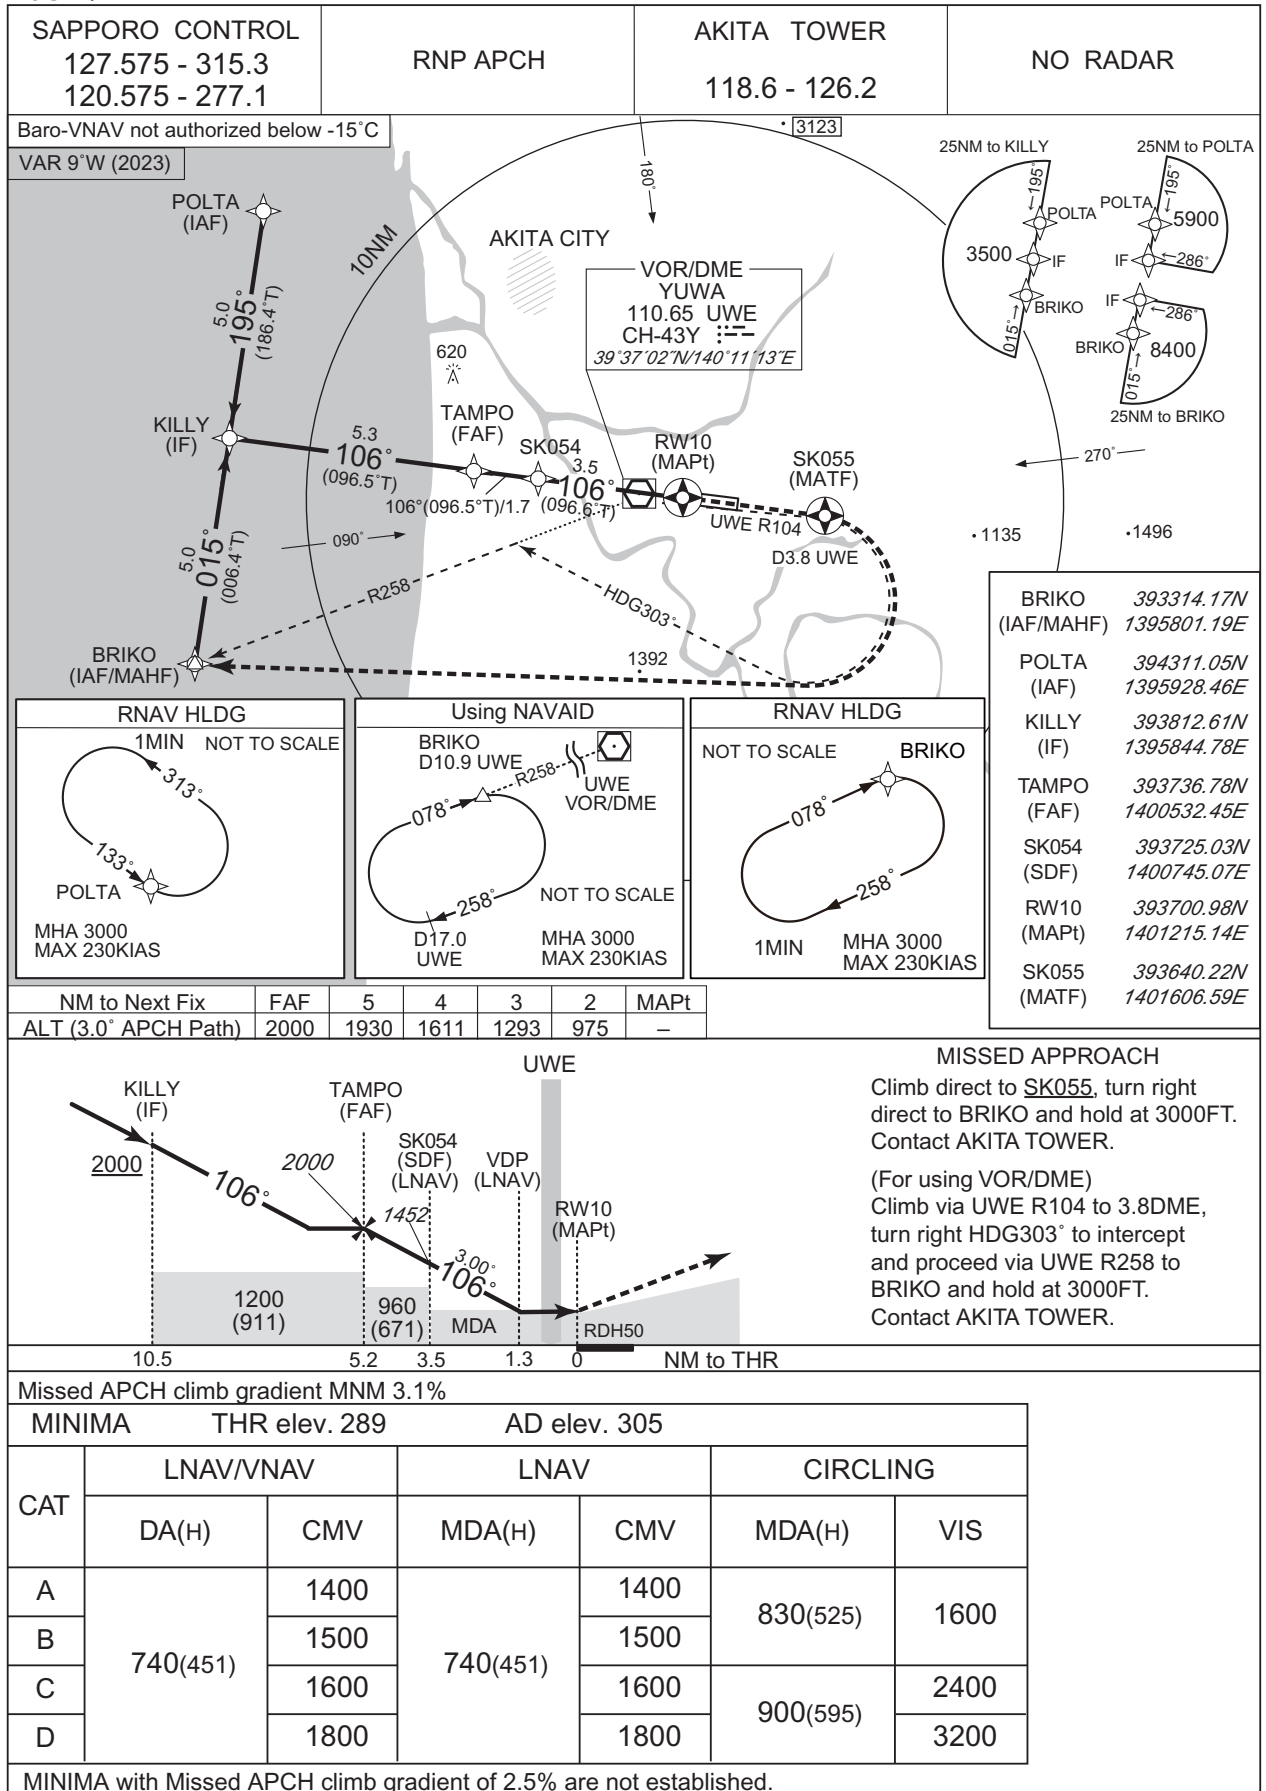 SAPPORO CONTROL
127.575 - 315.3
120.575 - 277.1
RNP APCH
AKITA TOWER
118.6 - 126.2
NO RADAR
Baro-VNAV not authorized below -15˚C
VAR 9˚W (2023)
3123
180˚
25NM to KILLY
195˚
POLTA
3500
IF
BRIKO
015˚
25NM to POLTA
195˚
POLTA
5900
IF
286˚
IF
286˚
BRIKO
8400
015˚
25NM to BRIKO
POLTA
(IAF)
10NM
AKITA CITY
VOR/DME
YUWA
110.65 UWE
CH-43Y
39˚37´02˝N/140˚11´13˝E
5.0
195˚
(186.4˚T)
620
KILLY
(IF)
5.3
106˚
(096.5˚T)
TAMPO
(FAF)
SK054
3.5
106˚
(096.6˚T)
106°(096.5°T)/1.7
RW10
(MAPt)
SK055
(MATF)
UWE R104
D3.8 UWE
270˚
1135
1496
090˚
5.0
015˚
(006.4˚T)
R258
HDG303˚
1392
BRIKO
(IAF/MAHF)
BRIKO 393314.17N
(IAF/MAHF) 1395801.19E
POLTA 394311.05N
(IAF) 1395928.46E
KILLY 393812.61N
(IF) 1395844.78E
TAMPO 393736.78N
(FAF) 1400532.45E
SK054 393725.03N
(SDF) 1400745.07E
RW10 393700.98N
(MAPt) 1401215.14E
SK055 393640.22N
(MATF) 1401606.59E
RNAV HLDG
1MIN NOT TO SCALE
313˚
133˚
POLTA
MHA 3000
MAX 230KIAS
Using NAVAID
BRIKO
D10.9 UWE
R258
UWE
VOR/DME
078˚
258˚
NOT TO SCALE
D17.0
UWE
MHA 3000
MAX 230KIAS
RNAV HLDG
NOT TO SCALE
BRIKO
078˚
258˚
1MIN
MHA 3000
MAX 230KIAS
NM to Next Fix FAF 5 4 3 2 MAPt
ALT (3.0˚ APCH Path) 2000 1930 1611 1293 975 –
UWE
KILLY
(IF)
TAMPO
(FAF)
SK054
(SDF)
(LNAV)
VDP
(LNAV)
RW10
(MAPt)
2000
106˚
2000
1452
3.00˚
106˚
1200
(911)
960
(671)
MDA
RDH50
10.5 5.2 3.5 1.3 0 NM to THR
MISSED APPROACH
Climb direct to SK055, turn right
direct to BRIKO and hold at 3000FT.
Contact AKITA TOWER.
(For using VOR/DME)
Climb via UWE R104 to 3.8DME,
turn right HDG303˚ to intercept
and proceed via UWE R258 to
BRIKO and hold at 3000FT.
Contact AKITA TOWER.
Missed APCH climb gradient MNM 3.1%
MINIMA THR elev. 289 AD elev. 305
CAT LNAV/VNAV LNAV CIRCLING
DA(H) CMV MDA(H) CMV MDA(H) VIS
A 1400 1400
B 1500 1500
C 1600 1600 2400
D 1800 1800 3200
740(451) 740(451)
830(525) 1600
900(595)
MINIMA with Missed APCH climb gradient of 2.5% are not established.